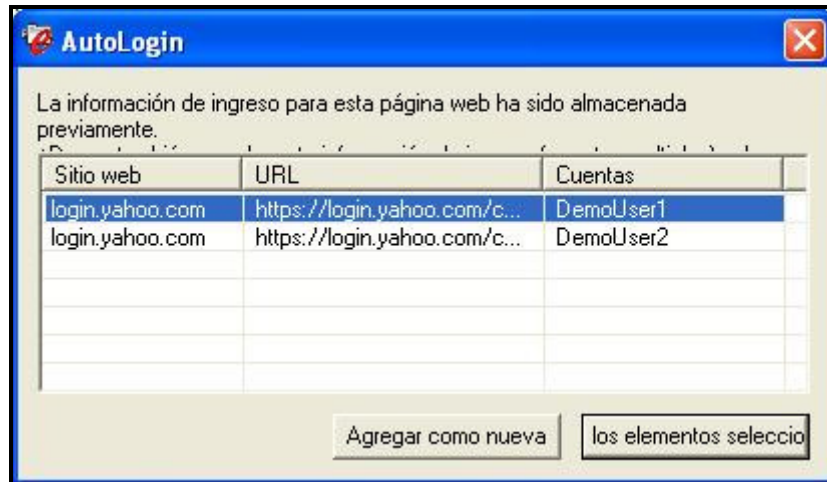 AutoLogin
La información de ingreso para esta página web ha sido almacenada
previamente.
Sitio web URL Cuentas
login.yahoo.com https://login.yahoo.com/c... DemoUser1
login.yahoo.com https://login.yahoo.com/c... DemoUser2
Agregar como nueva los elementos seleccio